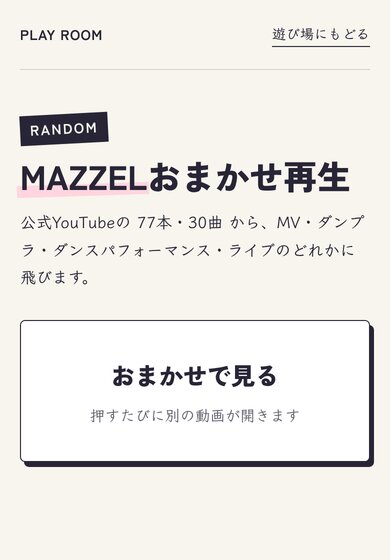 PLAY ROOM
遊び場にもどる
RANDOM
MAZZELおまかせ再生
公式YouTubeの 77本・30曲 から、MV・ダンプ
ラ・ダンスパフォーマンス・ライブのどれかに
飛びます。
おまかせで見る
押すたびに別の動画が開きます